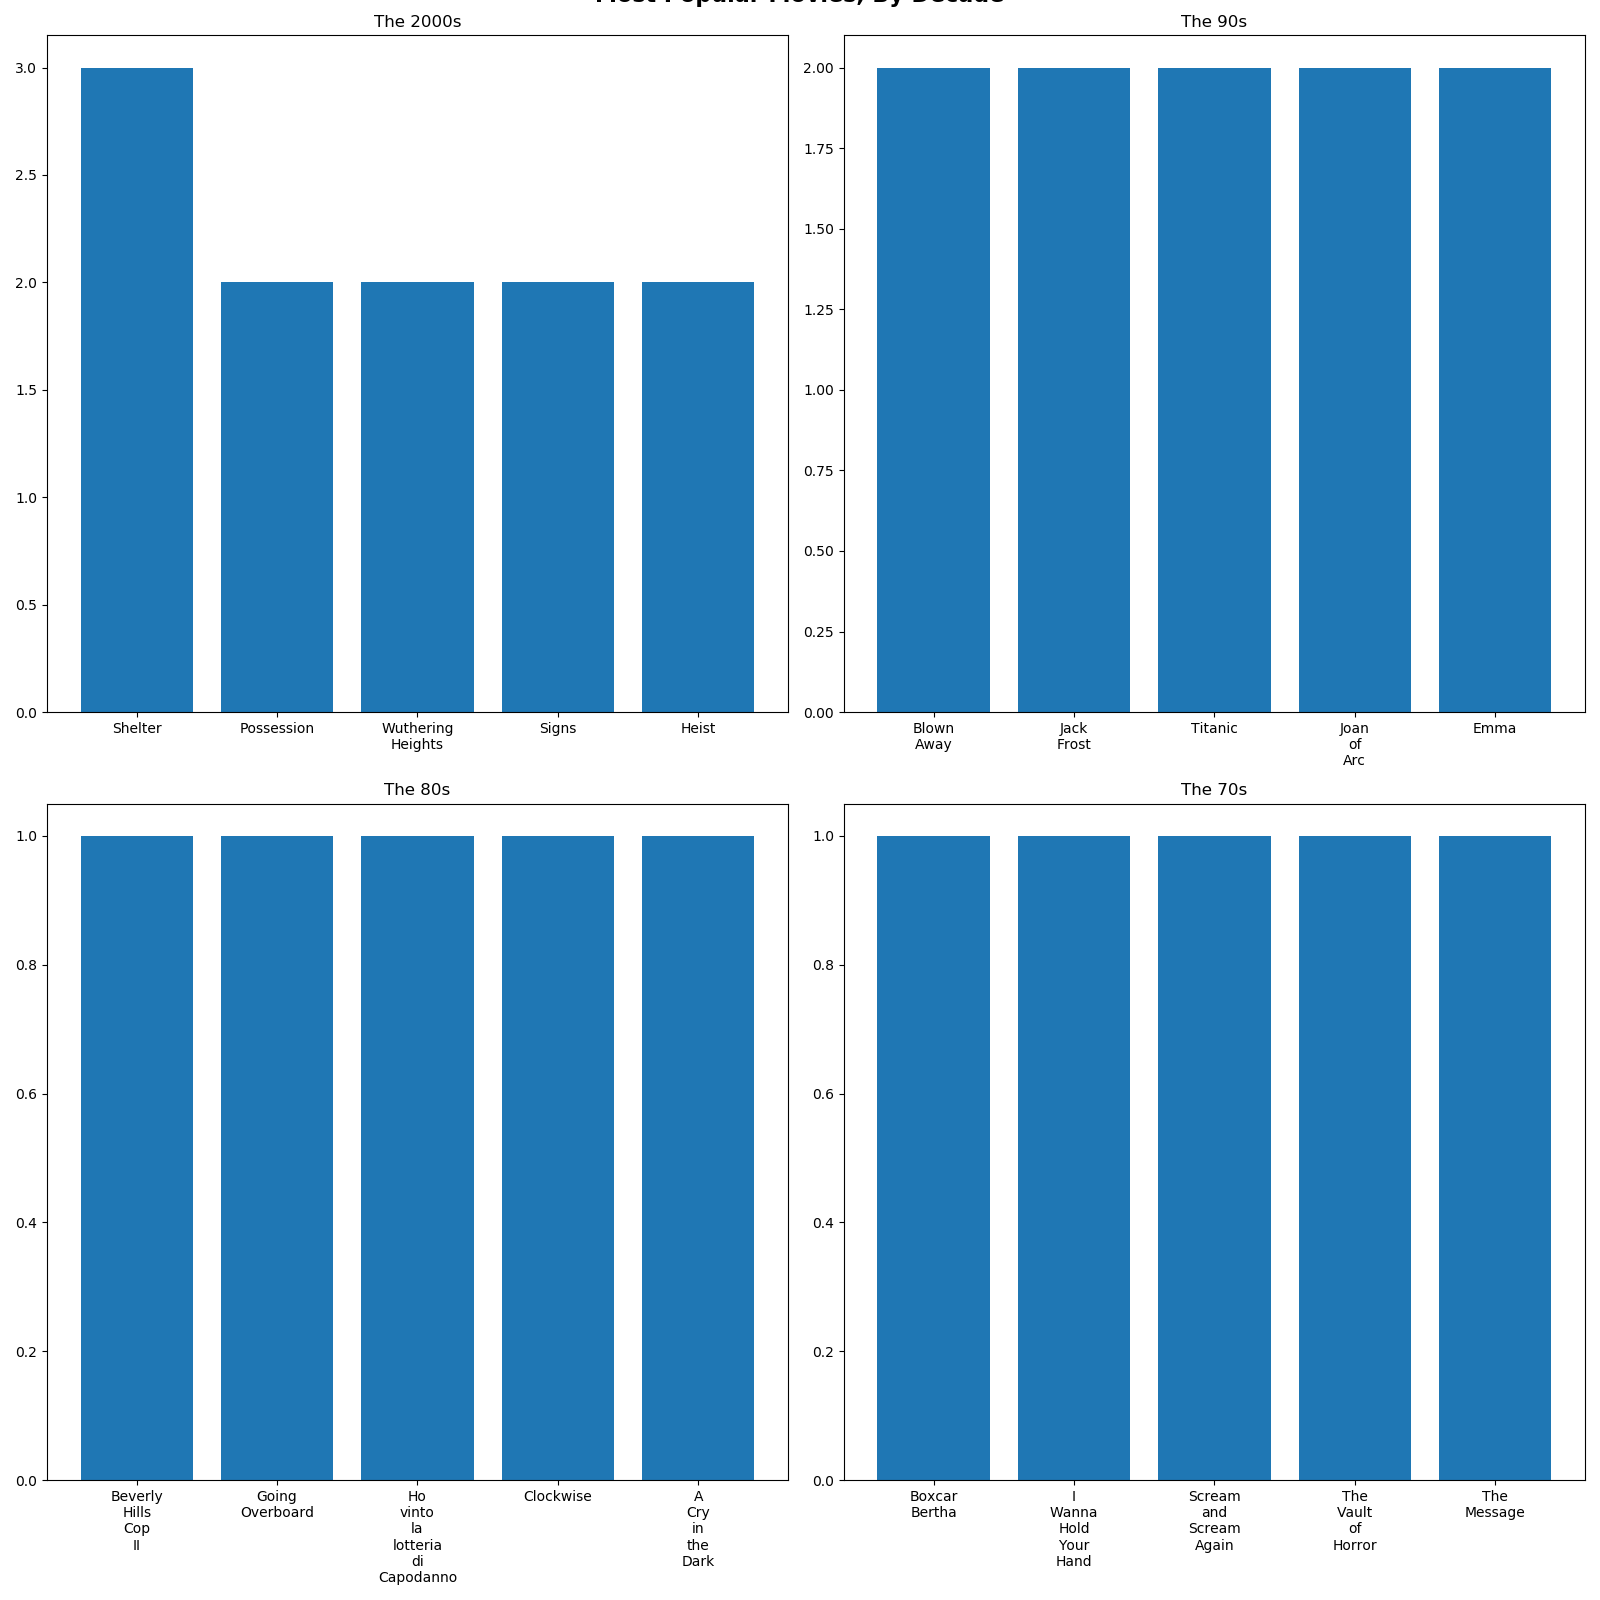 Most Popular Movies, By Decade
The 2000s
3.0
2.5
2.0
1.5
1.0
0.5
0.0
Shelter
Possession
Wuthering
Heights
Signs
Heist
The 90s
2.00
1.75
1.50
1.25
1.00
0.75
0.50
0.25
0.00
Blown
Away
Jack
Frost
Titanic
Joan
of
Arc
Emma
The 80s
1.0
0.8
0.6
0.4
0.2
0.0
Beverly
Hills
Cop
II
Going
Overboard
Ho
vinto
la
lotteria
di
Capodanno
Clockwise
A
Cry
in
the
Dark
The 70s
1.0
0.8
0.6
0.4
0.2
0.0
Boxcar
Bertha
I
Wanna
Hold
Your
Hand
Scream
and
Scream
Again
The
Vault
of
Horror
The
Message